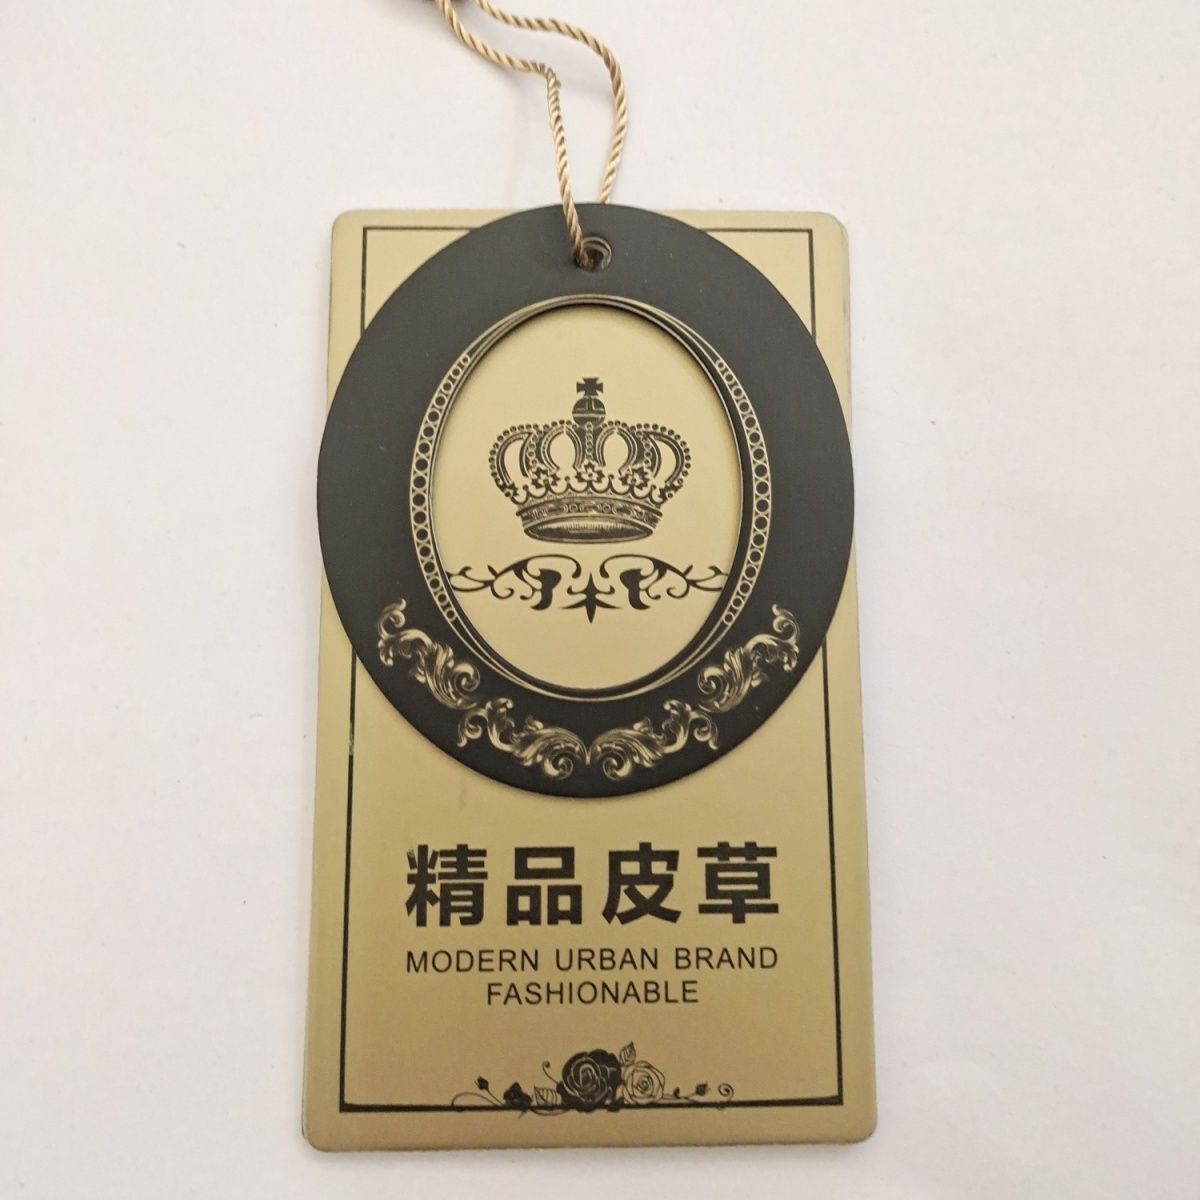 精品皮草
MODERN URBAN BRAND
FASHIONABLE